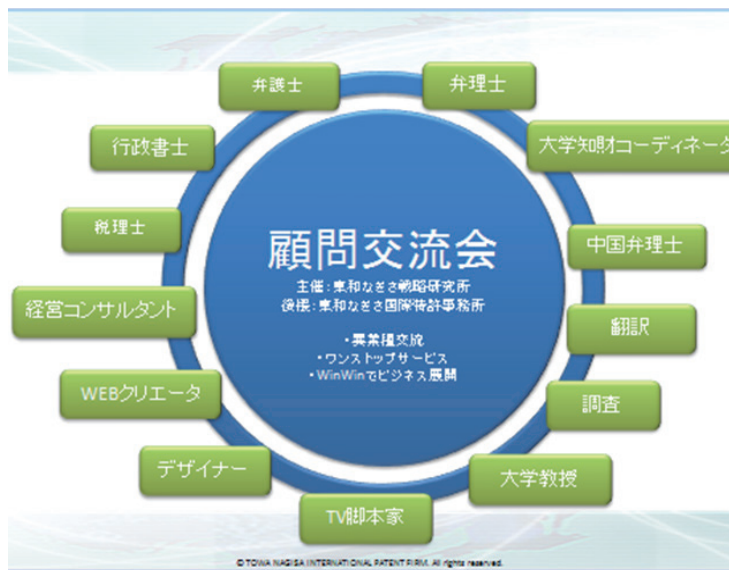 弁護士
弁理士
行政書士
大学知財コーディネータ
税理士
中国弁理士
顧問交流会
主催：東和なぎさ戦略研究所
後援：東和なぎさ国際特許事務所
・異業種交流
・ワンストップサービス
・WinWinでビジネス展開
経営コンサルタント
翻訳
WEBクリエータ
調査
デザイナー
大学教授
TV脚本家
© TOWA NAGISA INTERNATIONAL PATENT FIRM. All rights reserved.